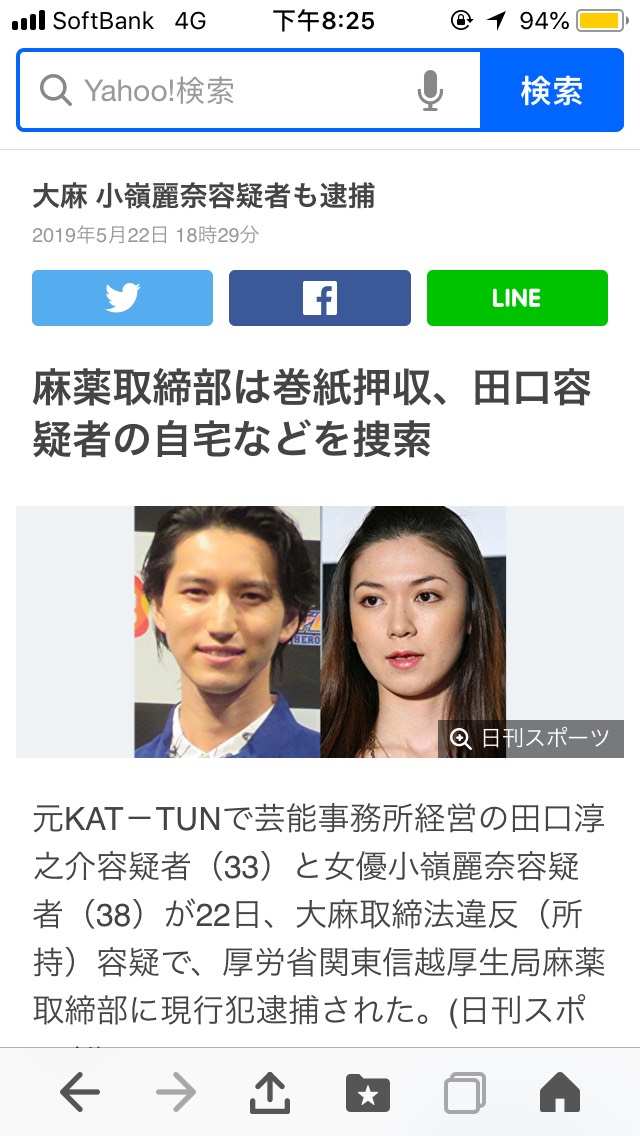 SoftBank 4G 下午8:25 94%
Yahoo!検索 検索
大麻 小嶺麗奈容疑者も逮捕
2019年5月22日 18時29分
LINE
麻薬取締部は巻紙押収、田口容
疑者の自宅などを捜索
HERO
日刊スポーツ
元KAT－TUNで芸能事務所経営の田口淳
之介容疑者（33）と女優小嶺麗奈容疑
者（38）が22日、大麻取締法違反（所
持）容疑で、厚労省関東信越厚生局麻薬
取締部に現行犯逮捕された。(日刊スポ